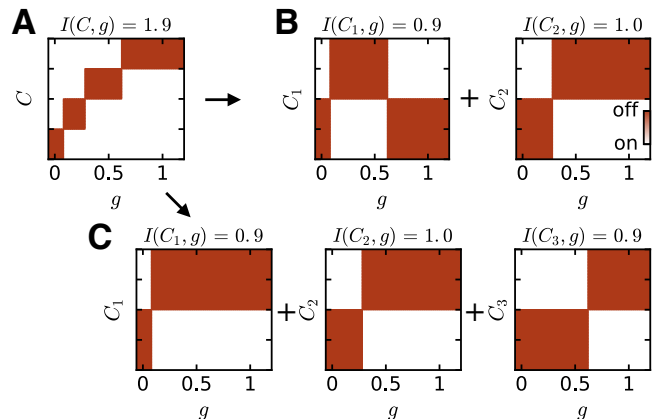 A
I(C, g) = 1.9
C
0 0.5 1
g
B
I(C₁, g) = 0.9
C₁
0 0.5 1
g
+
I(C₂, g) = 1.0
C₂
off
on
0 0.5 1
g
C
I(C₁, g) = 0.9
C₁
0 0.5 1
g
+
I(C₂, g) = 1.0
C₂
0 0.5 1
g
+
I(C₃, g) = 0.9
C₃
0 0.5 1
g